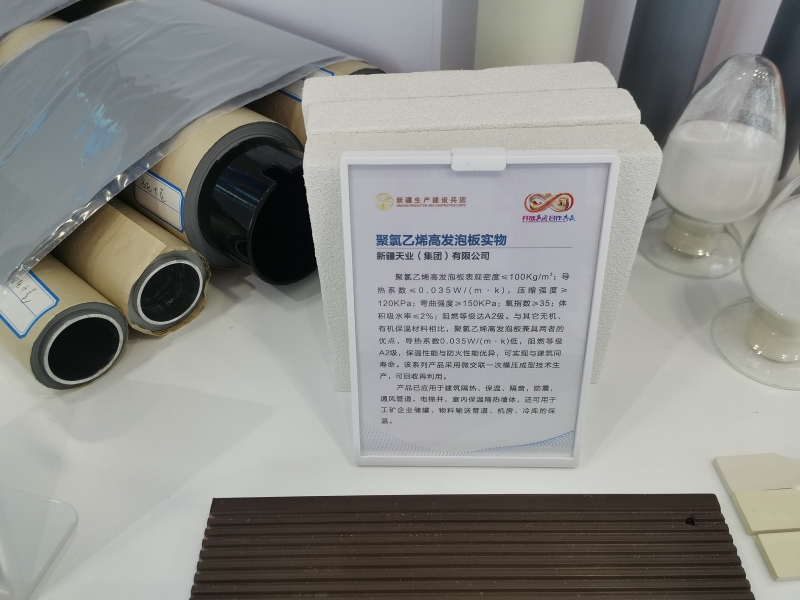 新疆生产建设兵团
XINJIANG PRODUCTION AND CONSTRUCTION CORPS
聚氯乙烯高发泡板实物
新疆天业（集团）有限公司
聚氯乙烯高发泡板表观密度≤100Kg/m³；导
热系数≤0.035W/(m·k)，压缩强度≥
120KPa；弯曲强度≥150KPa；氧指数≥35；体
积吸水率≤2%；阻燃等级达A2级。与其它无机、
有机保温材料相比，聚氯乙烯高发泡板兼具两者的
优点，导热系数0.035W/(m·k)低，阻燃等级
A2级，保温性能与防火性能优异，可实现与建筑同
寿命。该系列产品采用微交联一次模压成型技术生
产，可回收再利用。
产品已应用于建筑隔热、保温、隔音，防震，
通风管道、电梯井，室内保温隔热墙体，还可用于
工矿企业储罐、物料输送管道、机房、冷库的保
温。